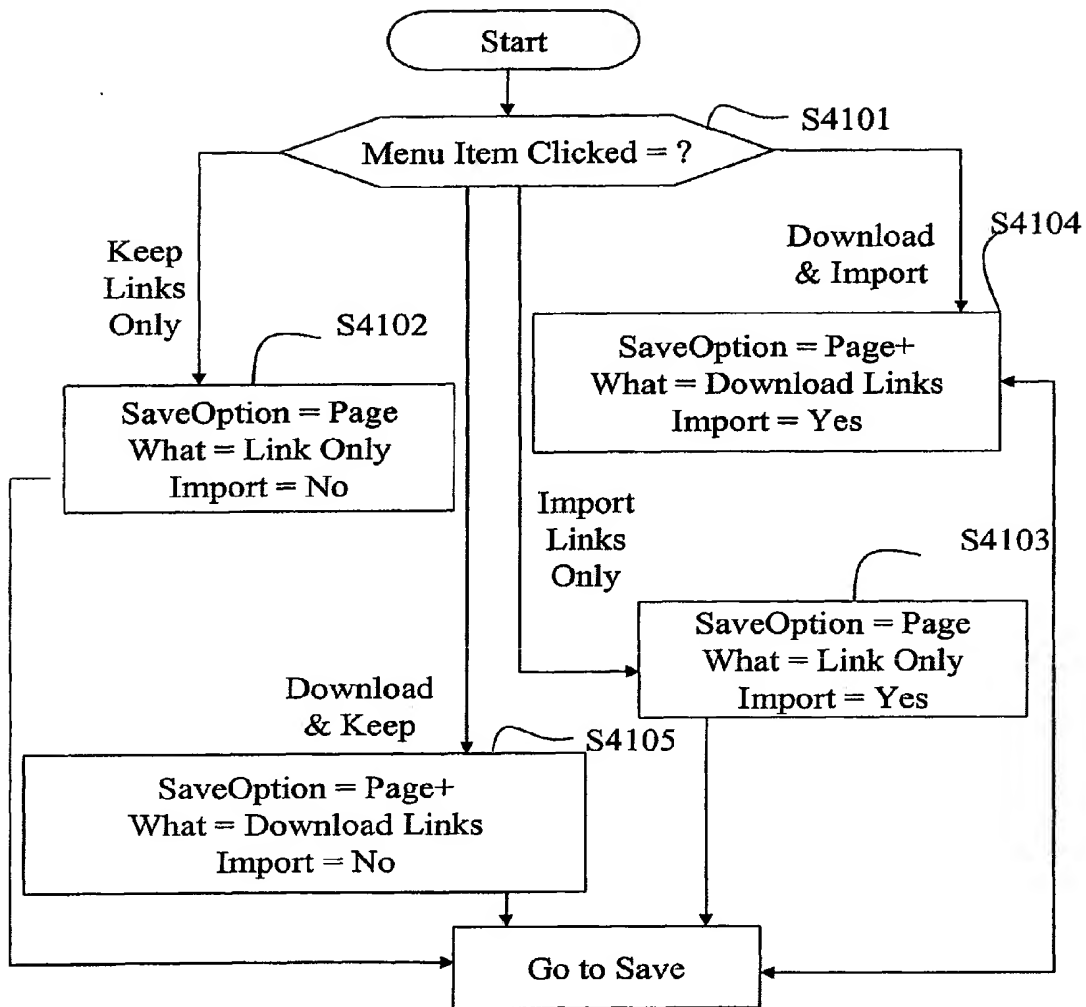 Start
S4101
Menu Item Clicked = ?
S4104
Download
& Import
Keep
Links
Only
S4102
SaveOption = Page+
What = Download Links
Import = Yes
SaveOption = Page
What = Link Only
Import = No
Import
Links
Only
S4103
SaveOption = Page
What = Link Only
Import = Yes
Download
& Keep
S4105
SaveOption = Page+
What = Download Links
Import = No
Go to Save